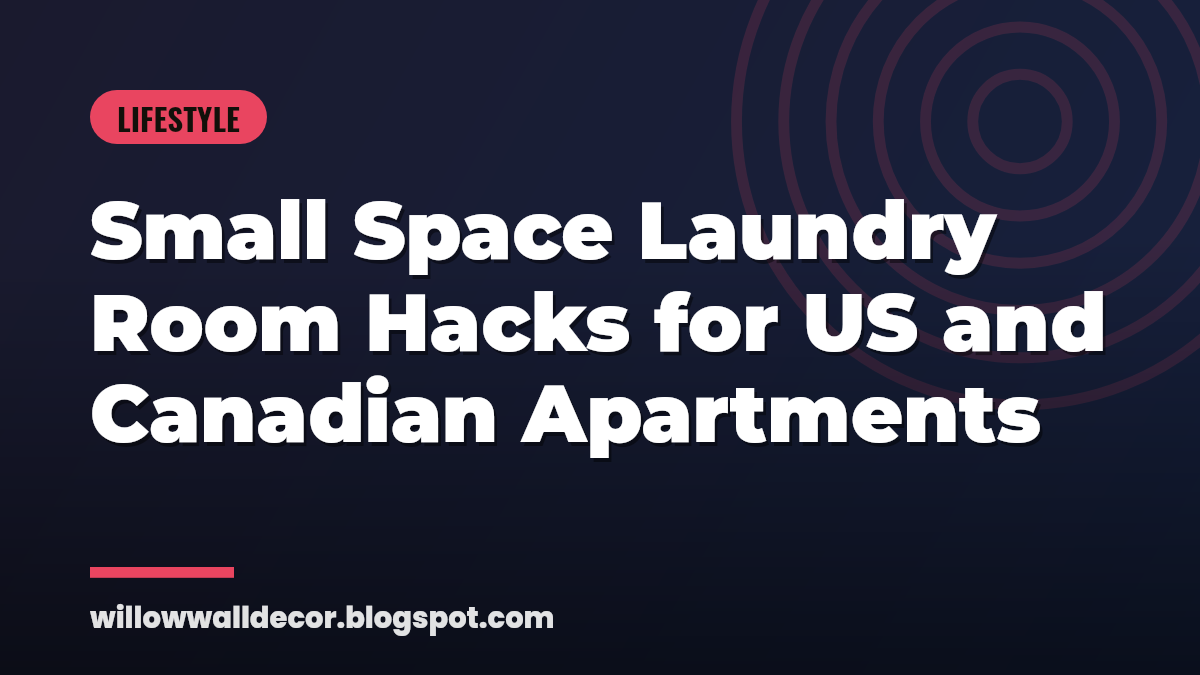 LIFESTYLE
Small Space Laundry
Room Hacks for US and
Canadian Apartments
willowwalldecor.blogspot.com